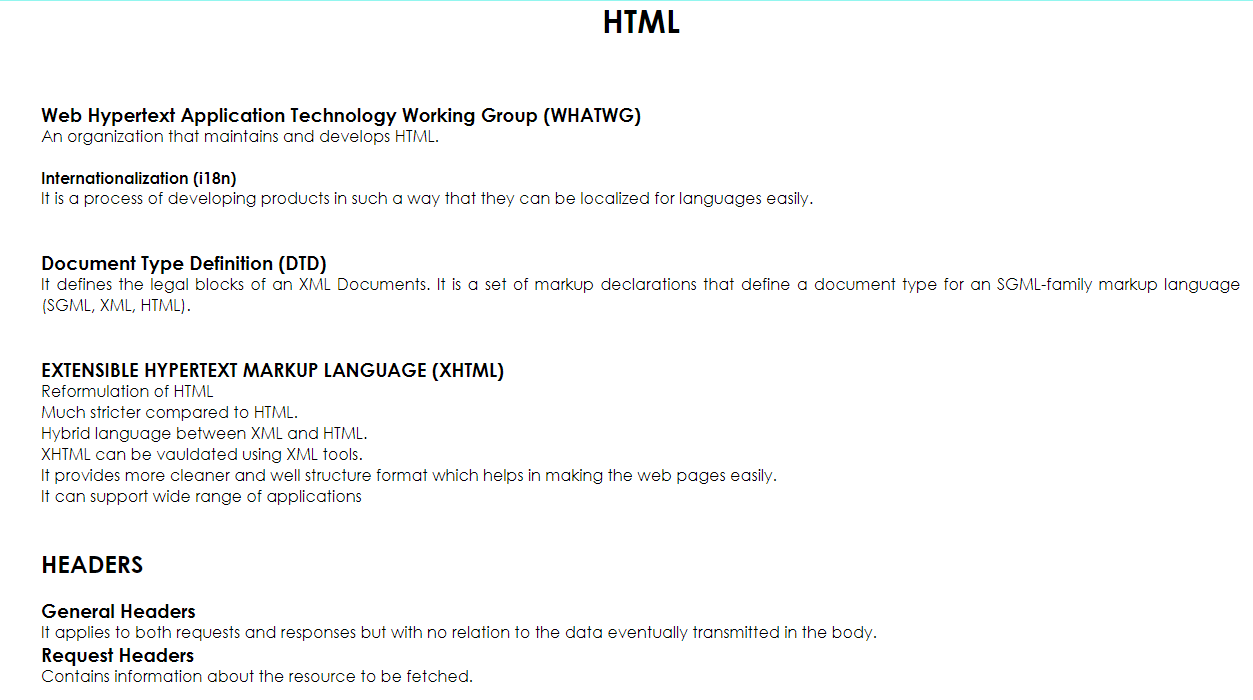 HTML
Web Hypertext Application Technology Working Group (WHATWG)
An organization that maintains and develops HTML.
Internationalization (i18n)
It is a process of developing products in such a way that they can be localized for languages easily.
Document Type Definition (DTD)
It defines the legal blocks of an XML Documents. It is a set of markup declarations that define a document type for an SGML-family markup language
(SGML, XML, HTML).
EXTENSIBLE HYPERTEXT MARKUP LANGUAGE (XHTML)
Reformulation of HTML
Much stricter compared to HTML.
Hybrid language between XML and HTML.
XHTML can be vauldated using XML tools.
It provides more cleaner and well structure format which helps in making the web pages easily.
It can support wide range of applications
HEADERS
General Headers
It applies to both requests and responses but with no relation to the data eventually transmitted in the body.
Request Headers
Contains information about the resource to be fetched.